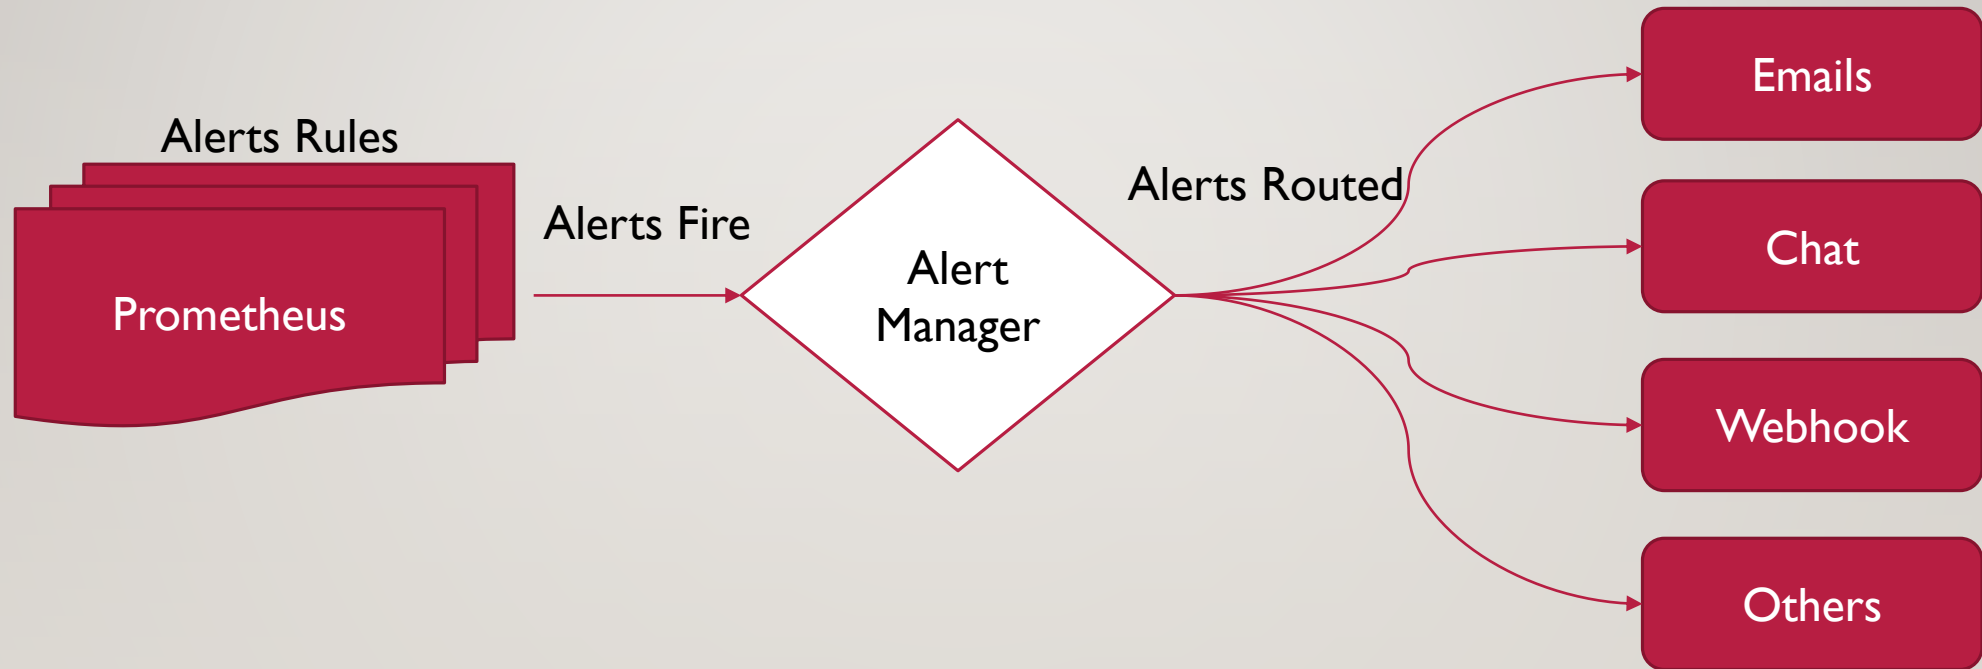 Alerts Rules
Prometheus
Alerts Fire
Alert
Manager
Alerts Routed
Emails
Chat
Webhook
Others